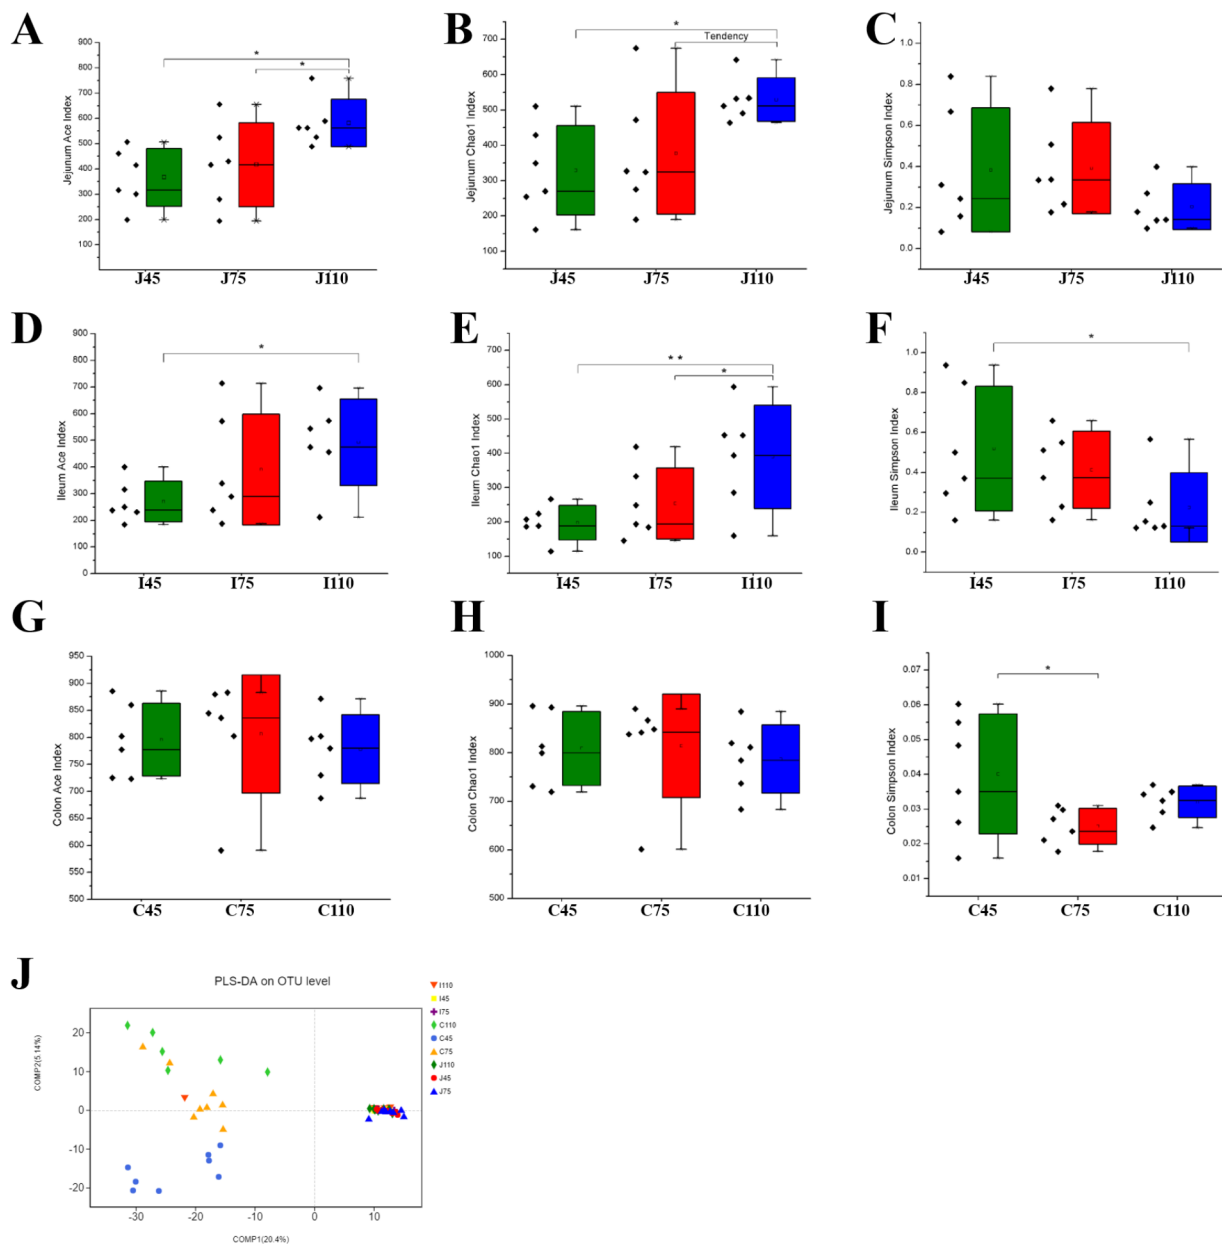 A
Jejunum Ace Index
900
800
700
600
500
400
300
200
100
*
*
J45 J75 J110
B
Jejunum Chao1 Index
700
600
500
400
300
200
100
*
Tendency
J45 J75 J110
C
Jejunum Simpson Index
1.0
0.8
0.6
0.4
0.2
0.0
J45 J75 J110
D
Ileum Ace Index
900
800
700
600
500
400
300
200
100
0
*
I45 I75 I110
E
Ileum Chao1 Index
700
600
500
400
300
200
100
**
*
I45 I75 I110
F
Ileum Simpson Index
1.0
0.8
0.6
0.4
0.2
0.0
*
I45 I75 I110
G
Colon Ace Index
950
900
850
800
750
700
650
600
550
500
C45 C75 C110
H
Colon Chao1 Index
1000
900
800
700
600
500
C45 C75 C110
I
Colon Simpson Index
0.07
0.06
0.05
0.04
0.03
0.02
0.01
*
C45 C75 C110
J
PLS-DA on OTU level
COMP2(5.14%)
20
10
0
-10
-20
-30 -20 -10 0 10
COMP1(20.4%)
I110
I45
I75
C110
C45
C75
J110
J45
J75